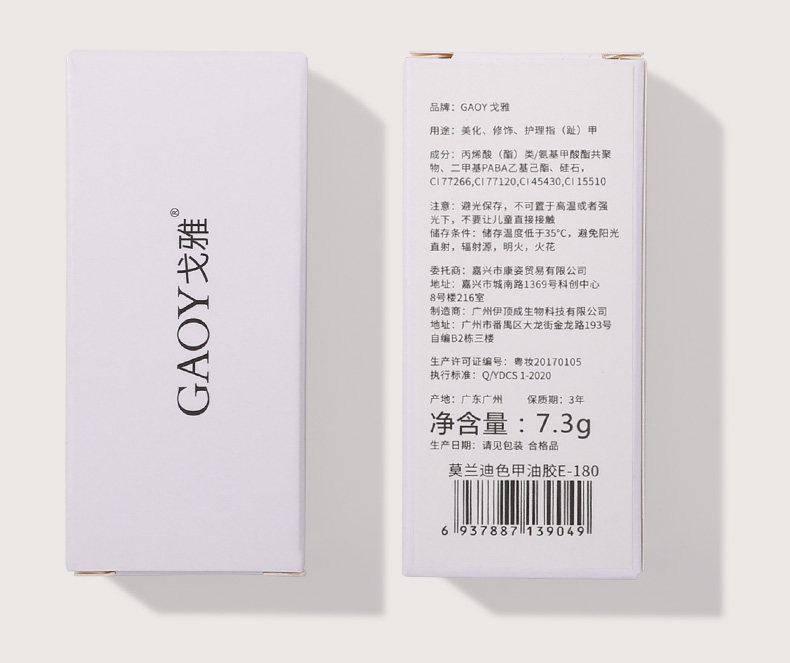 GAOY戈雅®
品牌：GAOY 戈雅
用途：美化、修饰、护理指（趾）甲
成分：丙烯酸（酯）类/氨基甲酸酯共聚
物、二甲基PABA乙基己酯、硅石，
CI 77266,CI 77120,CI 45430,CI 15510
注意：避光保存，不可置于高温或者强
光下，不要让儿童直接接触
储存条件：储存温度低于35℃，避免阳光
直射，辐射源，明火，火花
委托商：嘉兴市康姿贸易有限公司
地址：嘉兴市城南路1369号科创中心
8号楼216室
制造商：广州伊顶成生物科技有限公司
地址：广州市番禺区大龙街金龙路193号
自编B2栋三楼
生产许可证编号：粤妆20170105
执行标准：Q/YDCS 1-2020
产地：广东广州 保质期：3年
净含量：7.3g
生产日期：请见包装 合格品
莫兰迪色甲油胶E-180
6 937887 139049